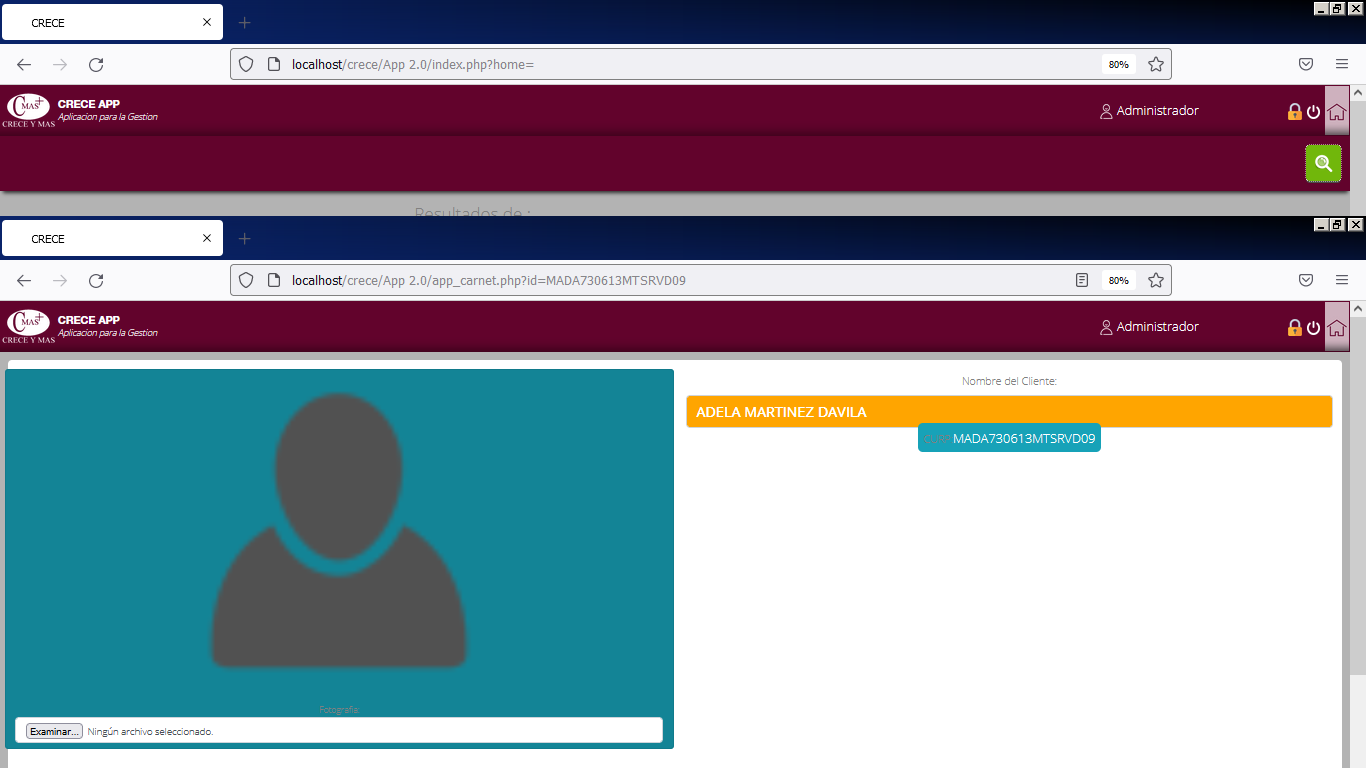 CRECE
localhost/crece/App 2.0/index.php?home=
80%
CMAS+
CRECE Y MAS
CRECE APP
Aplicacion para la Gestion
Administrador
Resultados de :
CRECE
localhost/crece/App 2.0/app_carnet.php?id=MADA730613MTSRVD09
80%
CMAS+
CRECE Y MAS
CRECE APP
Aplicacion para la Gestion
Administrador
Nombre del Cliente:
ADELA MARTINEZ DAVILA
MADA730613MTSRVD09
Fotografia:
Examinar... Ningún archivo seleccionado.